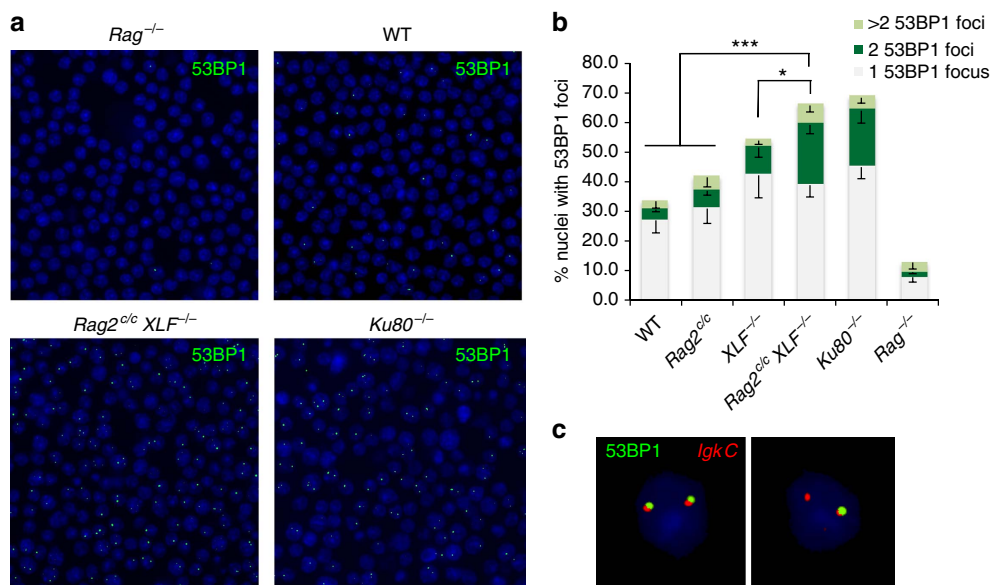 a
Rag⁻/⁻
WT
53BP1
53BP1
Rag2ᶜ/ᶜ XLF⁻/⁻
Ku80⁻/⁻
53BP1
53BP1
b
>2 53BP1 foci
2 53BP1 foci
1 53BP1 focus
% nuclei with 53BP1 foci
80.0
70.0
60.0
50.0
40.0
30.0
20.0
10.0
0.0
***
*
WT
Rag2ᶜ/ᶜ
XLF⁻/⁻
Rag2ᶜ/ᶜ XLF⁻/⁻
Ku80⁻/⁻
Rag⁻/⁻
c
53BP1
IgkC